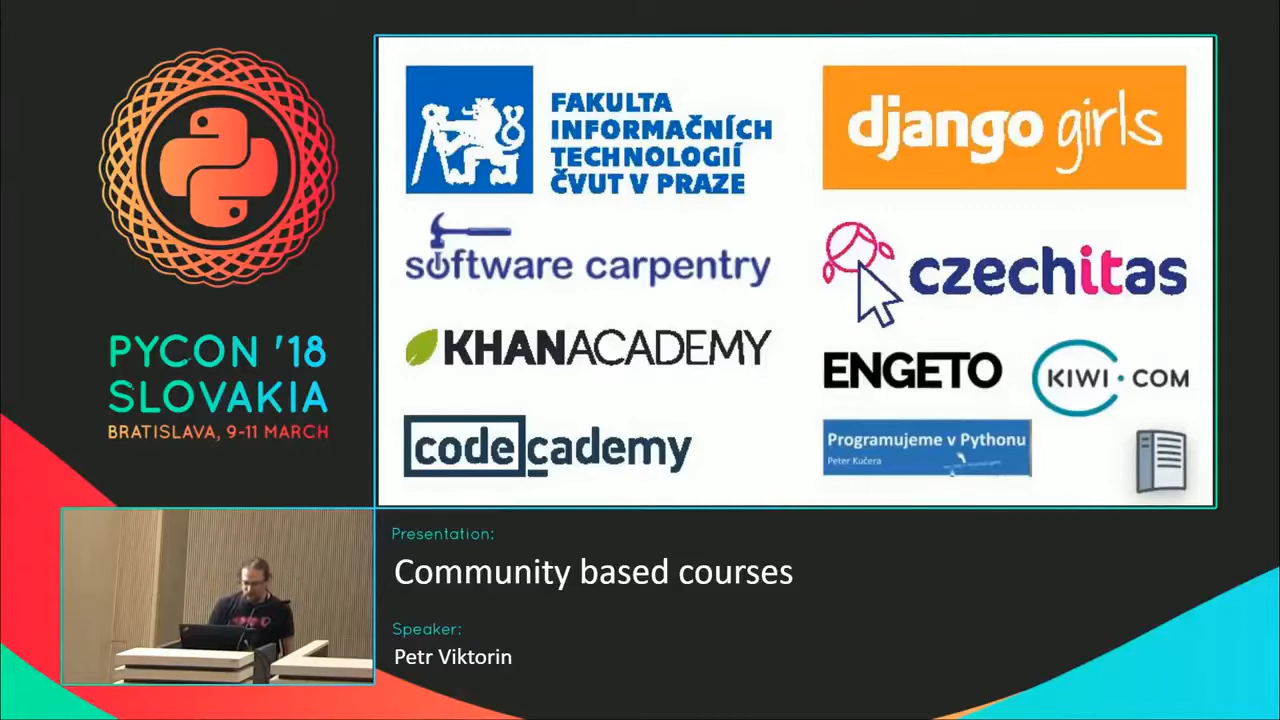 PYCON '18
SLOVAKIA
BRATISLAVA, 9-11 MARCH
FAKULTA
INFORMAČNÍCH
TECHNOLOGIÍ
ČVUT V PRAZE
django girls
software carpentry
czechitas
KHANACADEMY
ENGETO
KIWI.COM
codecademy
Programujeme v Pythonu
Peter Kučera
Presentation:
Community based courses
Speaker:
Petr Viktorin